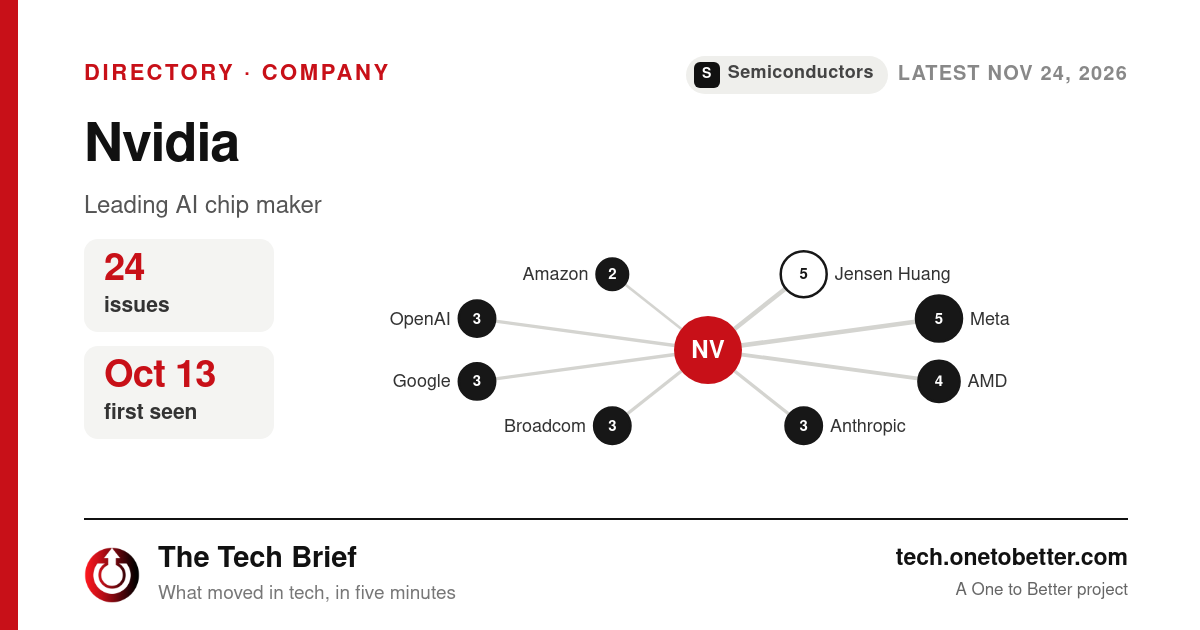 DIRECTORY · COMPANY
S Semiconductors
LATEST NOV 24, 2026
Nvidia
Leading AI chip maker
24
issues
Oct 13
first seen
Amazon 2
5 Jensen Huang
OpenAI 3
5 Meta
NV
Google 3
4 AMD
Broadcom 3
3 Anthropic
The Tech Brief
What moved in tech, in five minutes
tech.onetobetter.com
A One to Better project